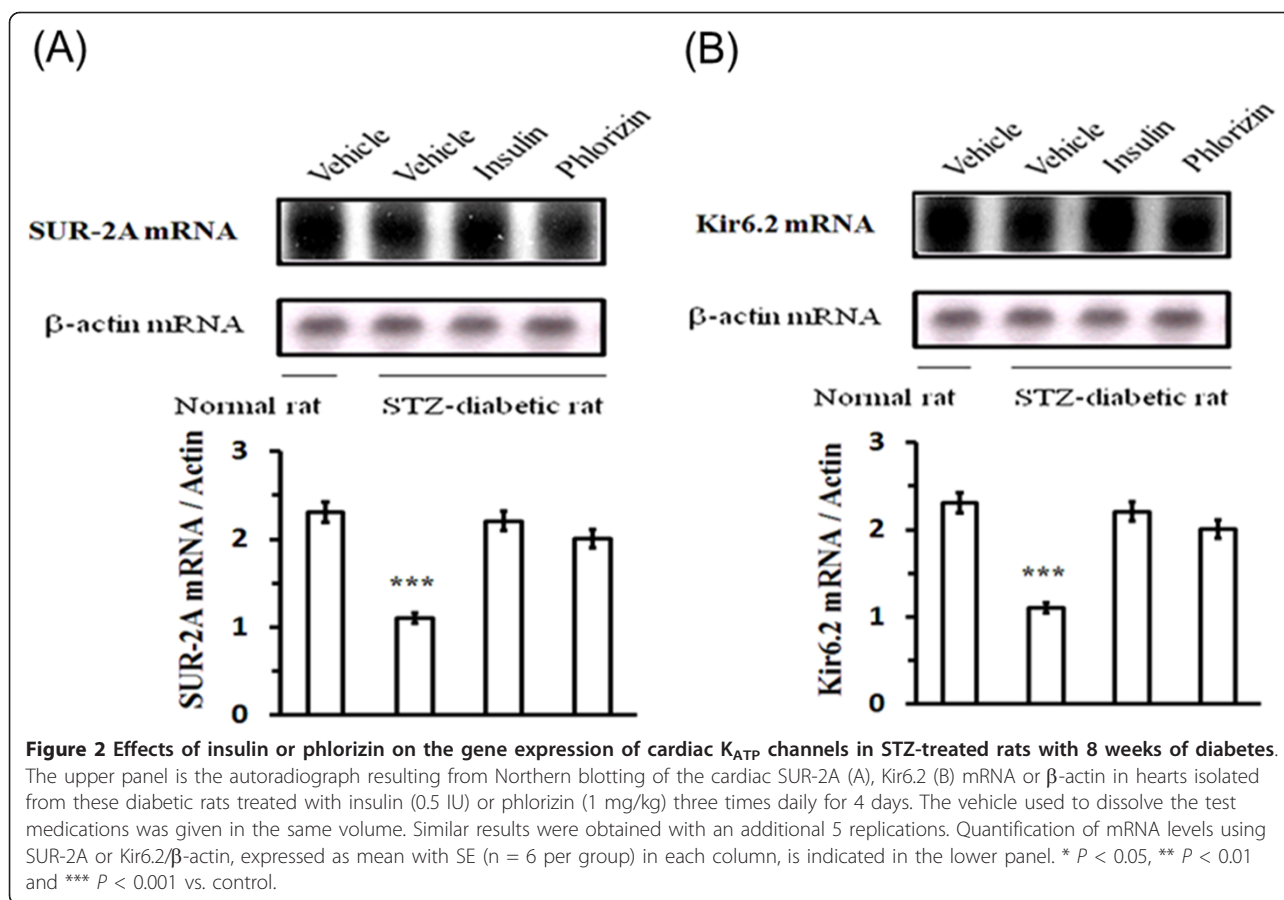 (A)
(B)
Vehicle Vehicle Insulin Phlorizin
SUR-2A mRNA
β-actin mRNA
Normal rat STZ-diabetic rat
SUR-2A mRNA / Actin
3
2
1
0
***
Vehicle Vehicle Insulin Phlorizin
Kir6.2 mRNA
β-actin mRNA
Normal rat STZ-diabetic rat
Kir6.2 mRNA / Actin
3
2
1
0
***
Figure 2 Effects of insulin or phlorizin on the gene expression of cardiac K_ATP channels in STZ-treated rats with 8 weeks of diabetes.
The upper panel is the autoradiograph resulting from Northern blotting of the cardiac SUR-2A (A), Kir6.2 (B) mRNA or β-actin in hearts isolated
from these diabetic rats treated with insulin (0.5 IU) or phlorizin (1 mg/kg) three times daily for 4 days. The vehicle used to dissolve the test
medications was given in the same volume. Similar results were obtained with an additional 5 replications. Quantification of mRNA levels using
SUR-2A or Kir6.2/β-actin, expressed as mean with SE (n = 6 per group) in each column, is indicated in the lower panel. * P < 0.05, ** P < 0.01
and *** P < 0.001 vs. control.